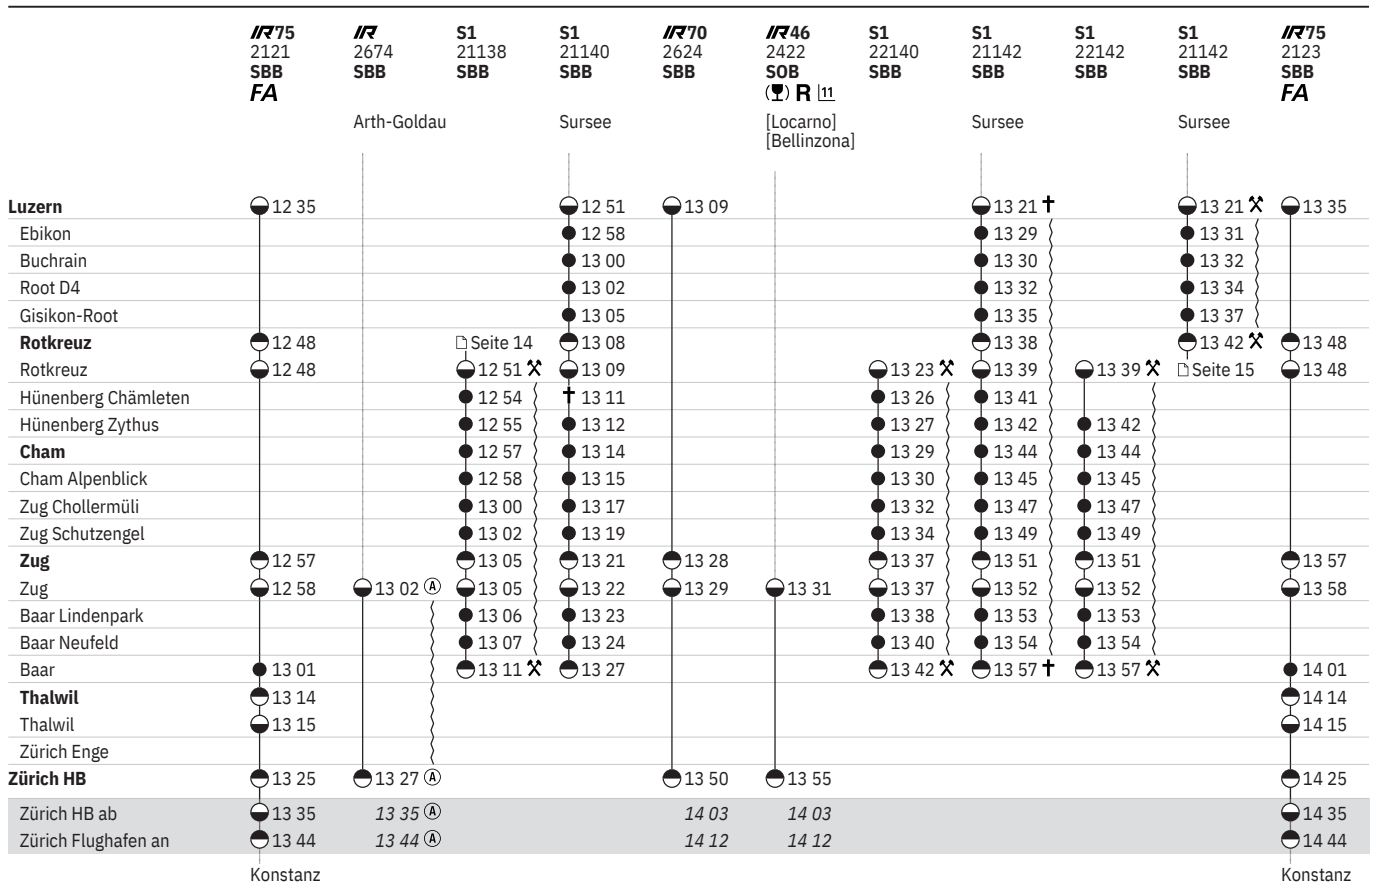 IR75 IR S1 S1 IR70 IR46 S1 S1 S1 S1 IR75
2121 2674 21138 21140 2624 2422 22140 21142 22142 21142 2123
SBB SBB SBB SBB SBB SOB SBB SBB SBB SBB SBB
FA R 11 FA
Arth-Goldau Sursee [Locarno] Sursee Sursee
[Bellinzona]
Luzern 12 35 12 51 13 09 13 21 13 21 13 35
Ebikon 12 58 13 29 13 31
Buchrain 13 00 13 30 13 32
Root D4 13 02 13 32 13 34
Gisikon-Root 13 05 13 35 13 37
Rotkreuz 12 48 Seite 14 13 08 13 38 13 42 13 48
Rotkreuz 12 48 12 51 13 09 13 23 13 39 13 39 Seite 15 13 48
Hünenberg Chämleten 12 54 13 11 13 26 13 41
Hünenberg Zythus 12 55 13 12 13 27 13 42 13 42
Cham 12 57 13 14 13 29 13 44 13 44
Cham Alpenblick 12 58 13 15 13 30 13 45 13 45
Zug Chollermüli 13 00 13 17 13 32 13 47 13 47
Zug Schutzengel 13 02 13 19 13 34 13 49 13 49
Zug 12 57 13 05 13 21 13 28 13 37 13 51 13 51 13 57
Zug 12 58 13 02 A 13 05 13 22 13 29 13 31 13 37 13 52 13 52 13 58
Baar Lindenpark 13 06 13 23 13 38 13 53 13 53
Baar Neufeld 13 07 13 24 13 40 13 54 13 54
Baar 13 01 13 11 13 27 13 42 13 57 13 57 14 01
Thalwil 13 14 14 14
Thalwil 13 15 14 15
Zürich Enge
Zürich HB 13 25 13 27 A 13 50 13 55 14 25
Zürich HB ab 13 35 13 35 A 14 03 14 03 14 35
Zürich Flughafen an 13 44 13 44 A 14 12 14 12 14 44
Konstanz Konstanz